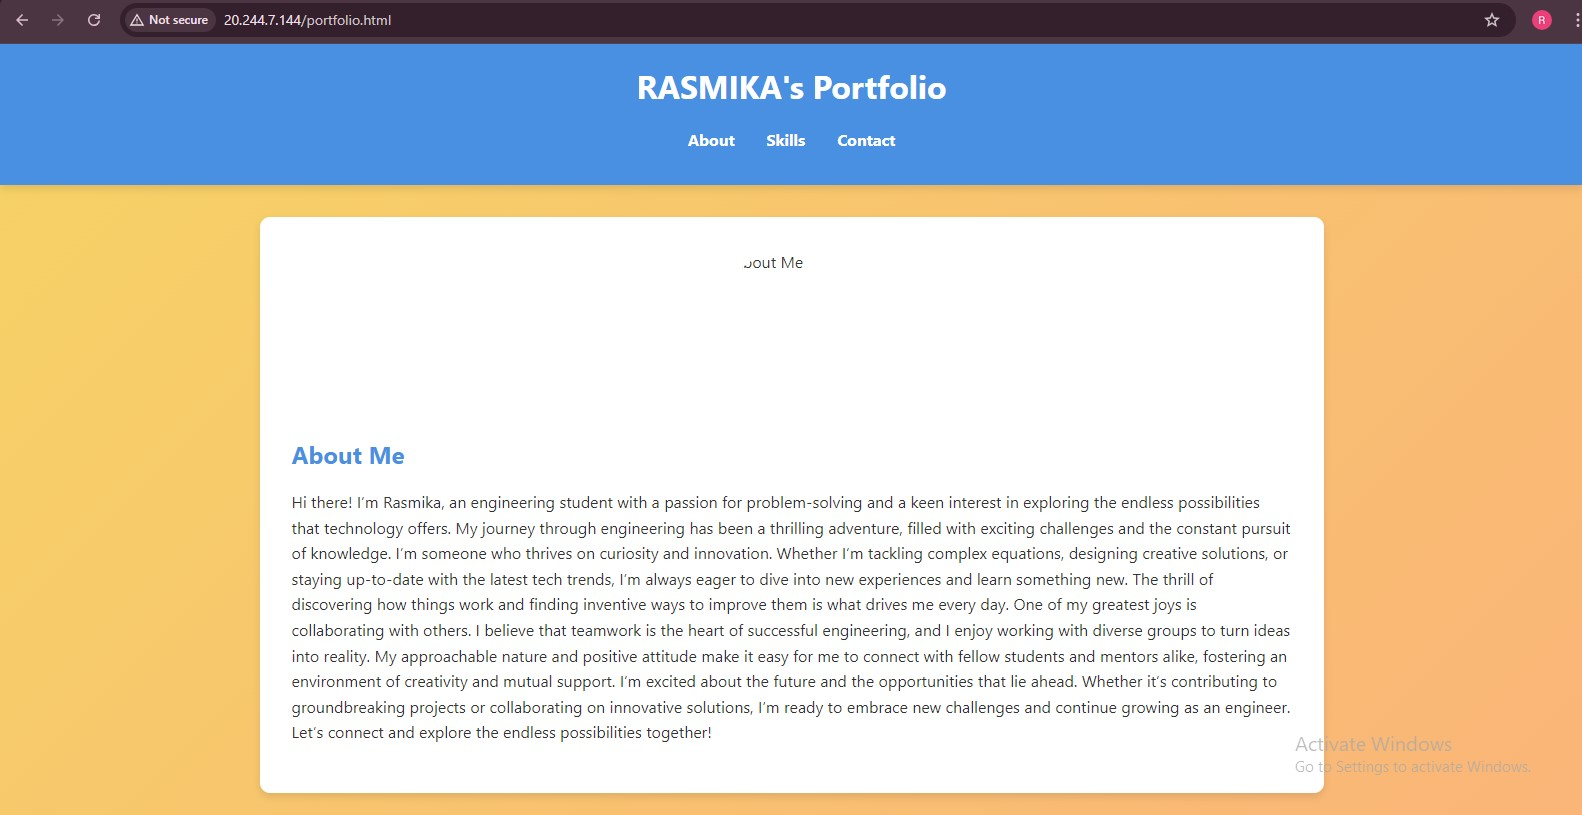 Not secure 20.244.7.144/portfolio.html
R
RASMIKA's Portfolio
About Skills Contact
out Me
About Me
Hi there! I’m Rasmika, an engineering student with a passion for problem-solving and a keen interest in exploring the endless possibilities
that technology offers. My journey through engineering has been a thrilling adventure, filled with exciting challenges and the constant pursuit
of knowledge. I’m someone who thrives on curiosity and innovation. Whether I’m tackling complex equations, designing creative solutions, or
staying up-to-date with the latest tech trends, I’m always eager to dive into new experiences and learn something new. The thrill of
discovering how things work and finding inventive ways to improve them is what drives me every day. One of my greatest joys is
collaborating with others. I believe that teamwork is the heart of successful engineering, and I enjoy working with diverse groups to turn ideas
into reality. My approachable nature and positive attitude make it easy for me to connect with fellow students and mentors alike, fostering an
environment of creativity and mutual support. I’m excited about the future and the opportunities that lie ahead. Whether it’s contributing to
groundbreaking projects or collaborating on innovative solutions, I’m ready to embrace new challenges and continue growing as an engineer.
Let’s connect and explore the endless possibilities together!
Activate Windows
Go to Settings to activate Windows.